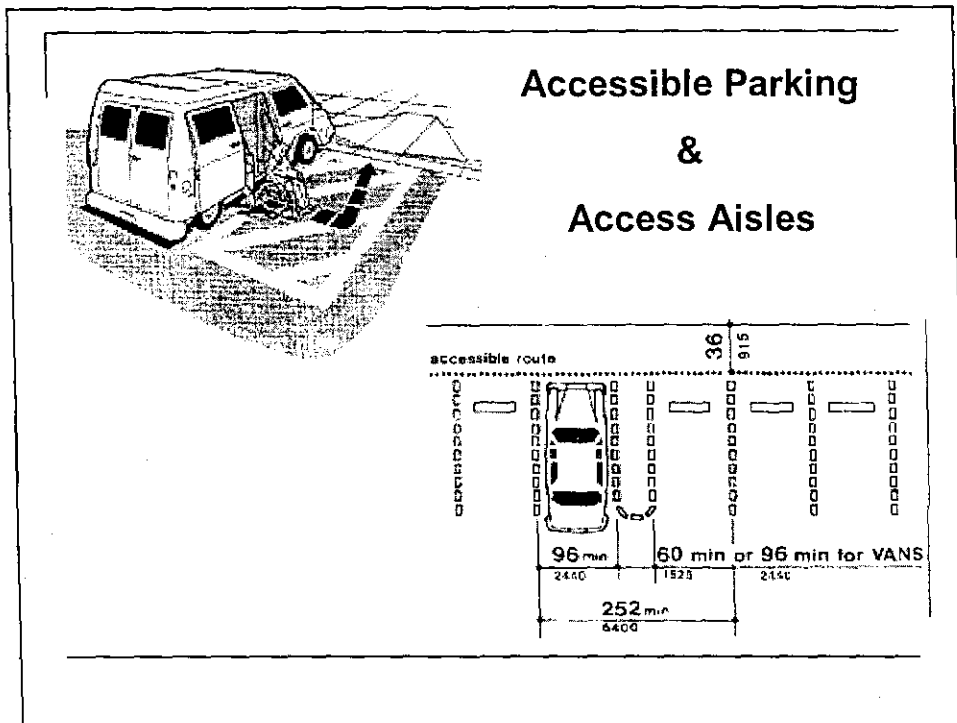 Accessible Parking
&
Access Aisles
accessible route
36
915
96 min
2440
60 min or 96 min for VANS
1525
2440
252 min
6400